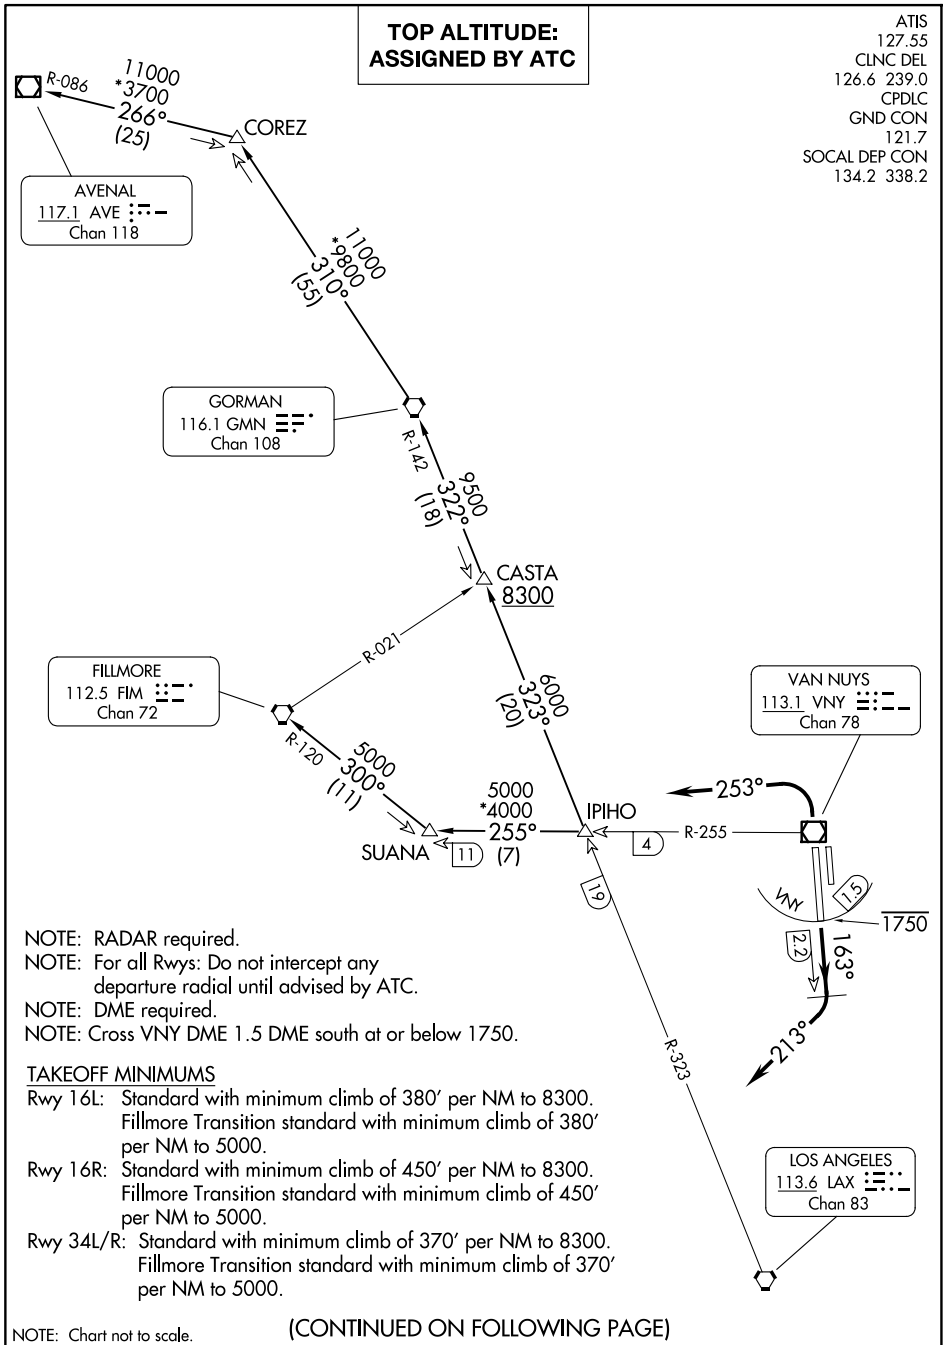 TOP ALTITUDE:
ASSIGNED BY ATC
ATIS
127.55
CLNC DEL
126.6 239.0
CPDLC
GND CON
121.7
SOCAL DEP CON
134.2 338.2
R-086
11000
*3700
266°
(25)
COREZ
AVENAL
117.1 AVE
Chan 118
11000
*9800
310°
(55)
GORMAN
116.1 GMN
Chan 108
R-142
9500
322°
(18)
CASTA
8300
R-021
FILLMORE
112.5 FIM
Chan 72
R-120
5000
300°
(11)
6000
323°
(20)
VAN NUYS
113.1 VNY
Chan 78
253°
5000
*4000
255°
(7)
IPIHO
R-255
4
SUANA
11
19
VNY
1.5
1750
2.2
163°
213°
R-323
NOTE: RADAR required.
NOTE: For all Rwys: Do not intercept any
departure radial until advised by ATC.
NOTE: DME required.
NOTE: Cross VNY DME 1.5 DME south at or below 1750.
TAKEOFF MINIMUMS
Rwy 16L: Standard with minimum climb of 380' per NM to 8300.
Fillmore Transition standard with minimum climb of 380'
per NM to 5000.
Rwy 16R: Standard with minimum climb of 450' per NM to 8300.
Fillmore Transition standard with minimum climb of 450'
per NM to 5000.
Rwy 34L/R: Standard with minimum climb of 370' per NM to 8300.
Fillmore Transition standard with minimum climb of 370'
per NM to 5000.
LOS ANGELES
113.6 LAX
Chan 83
NOTE: Chart not to scale.
(CONTINUED ON FOLLOWING PAGE)